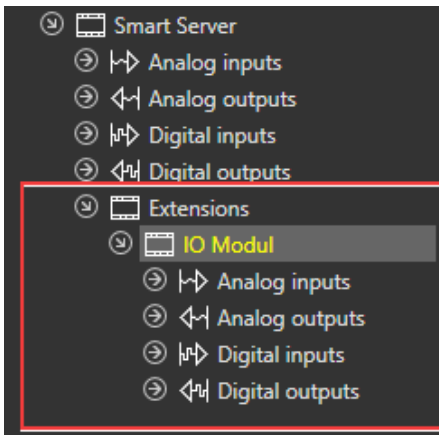 Smart Server
Analog inputs
Analog outputs
Digital inputs
Digital outputs
Extensions
IO Modul
Analog inputs
Analog outputs
Digital inputs
Digital outputs